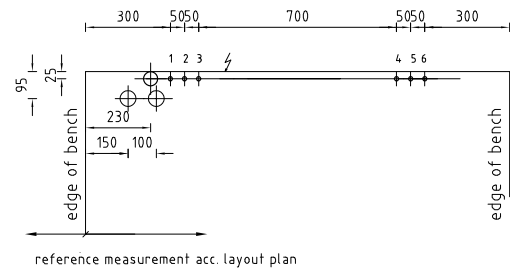 300 50 50 700 50 50 300
1 2 3 4 5 6
95
25
230
150 100
edge of bench
edge of bench
reference measurement acc. layout plan